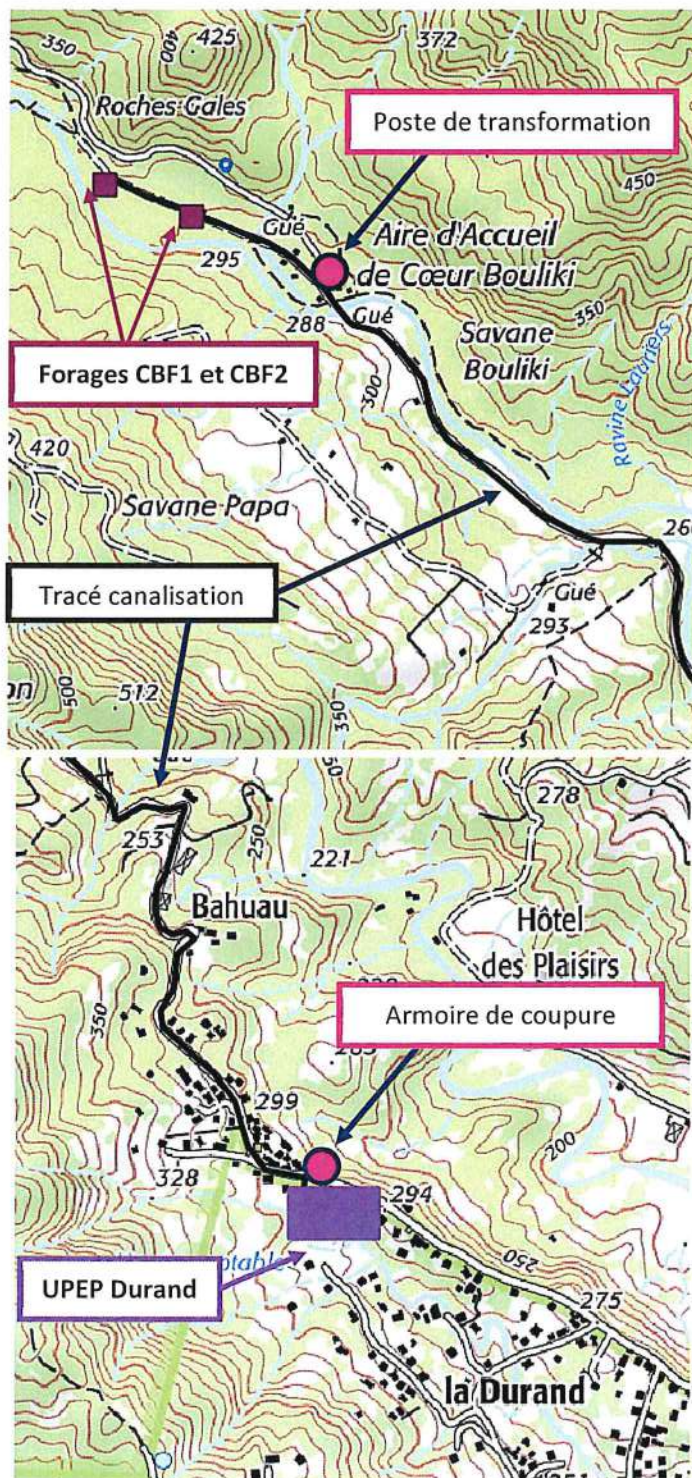 350
400
425
372
Roches Gales
Poste de transformation
450
Gué
Aire d'Accueil
de Cœur Bouliki
295
288
Gué
350
Savane
Bouliki
Forages CBF1 et CBF2
300
Ravine Lauriers
420
Savane Papa
260
Tracé canalisation
Gué
293
500
512
350
278
253
250
221
Bahuau
Hôtel
des Plaisirs
350
Armoire de coupure
299
200
328
294
250
UPEP Durand
275
la Durand